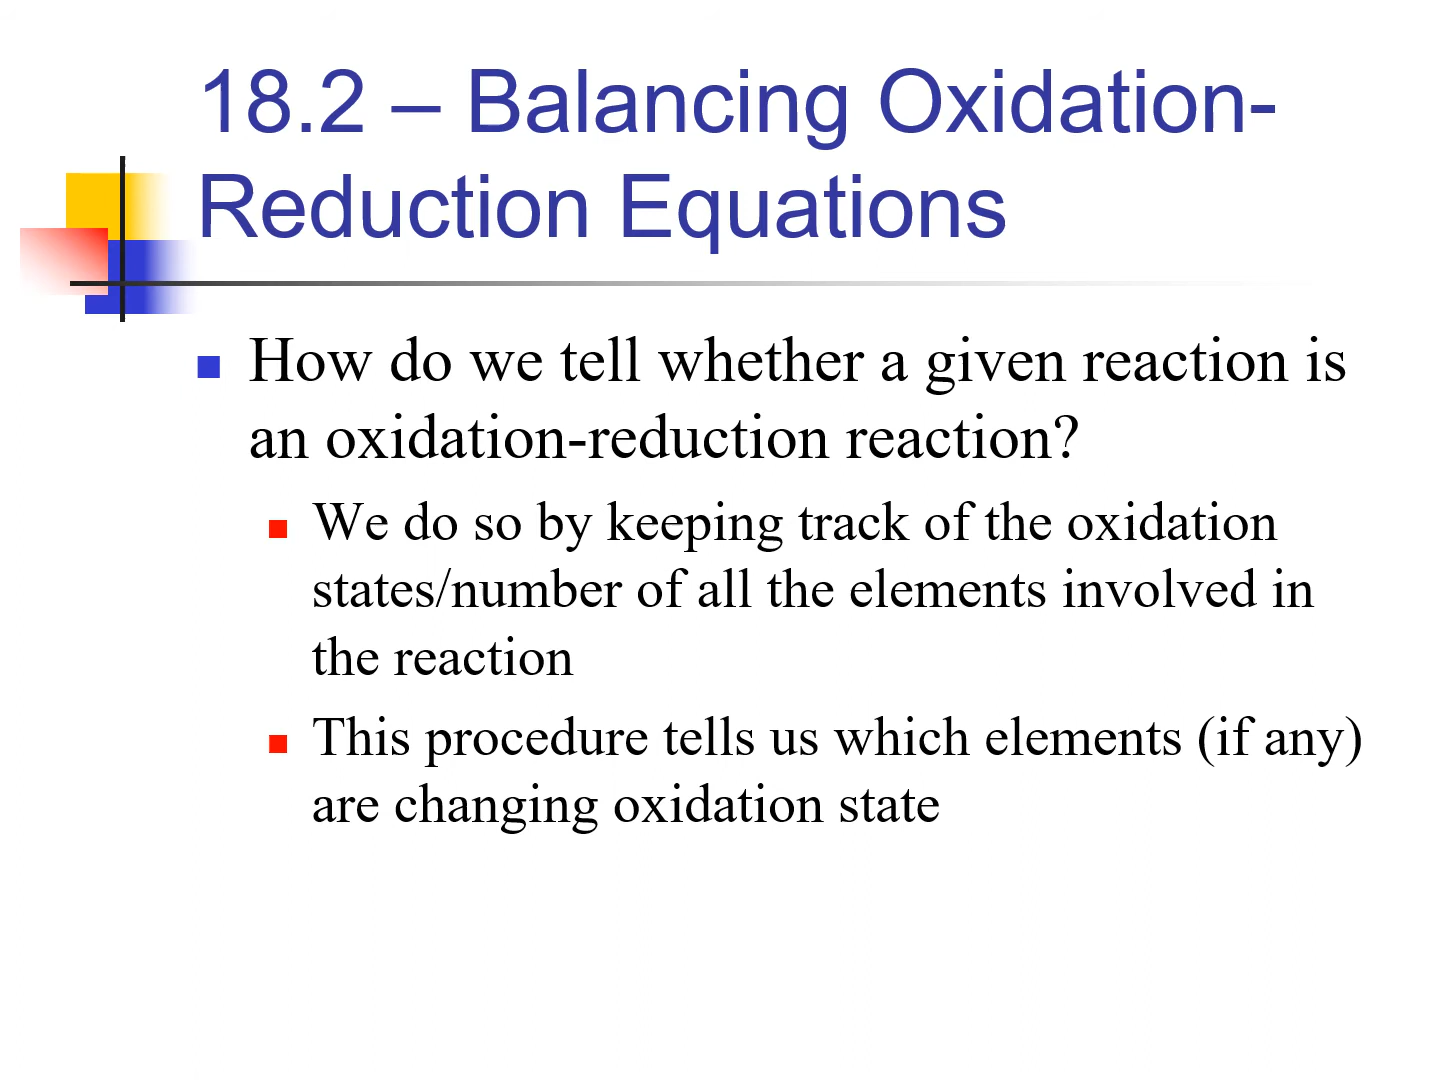 18.2 – Balancing Oxidation-
Reduction Equations
How do we tell whether a given reaction is
an oxidation-reduction reaction?
We do so by keeping track of the oxidation
states/number of all the elements involved in
the reaction
This procedure tells us which elements (if any)
are changing oxidation state